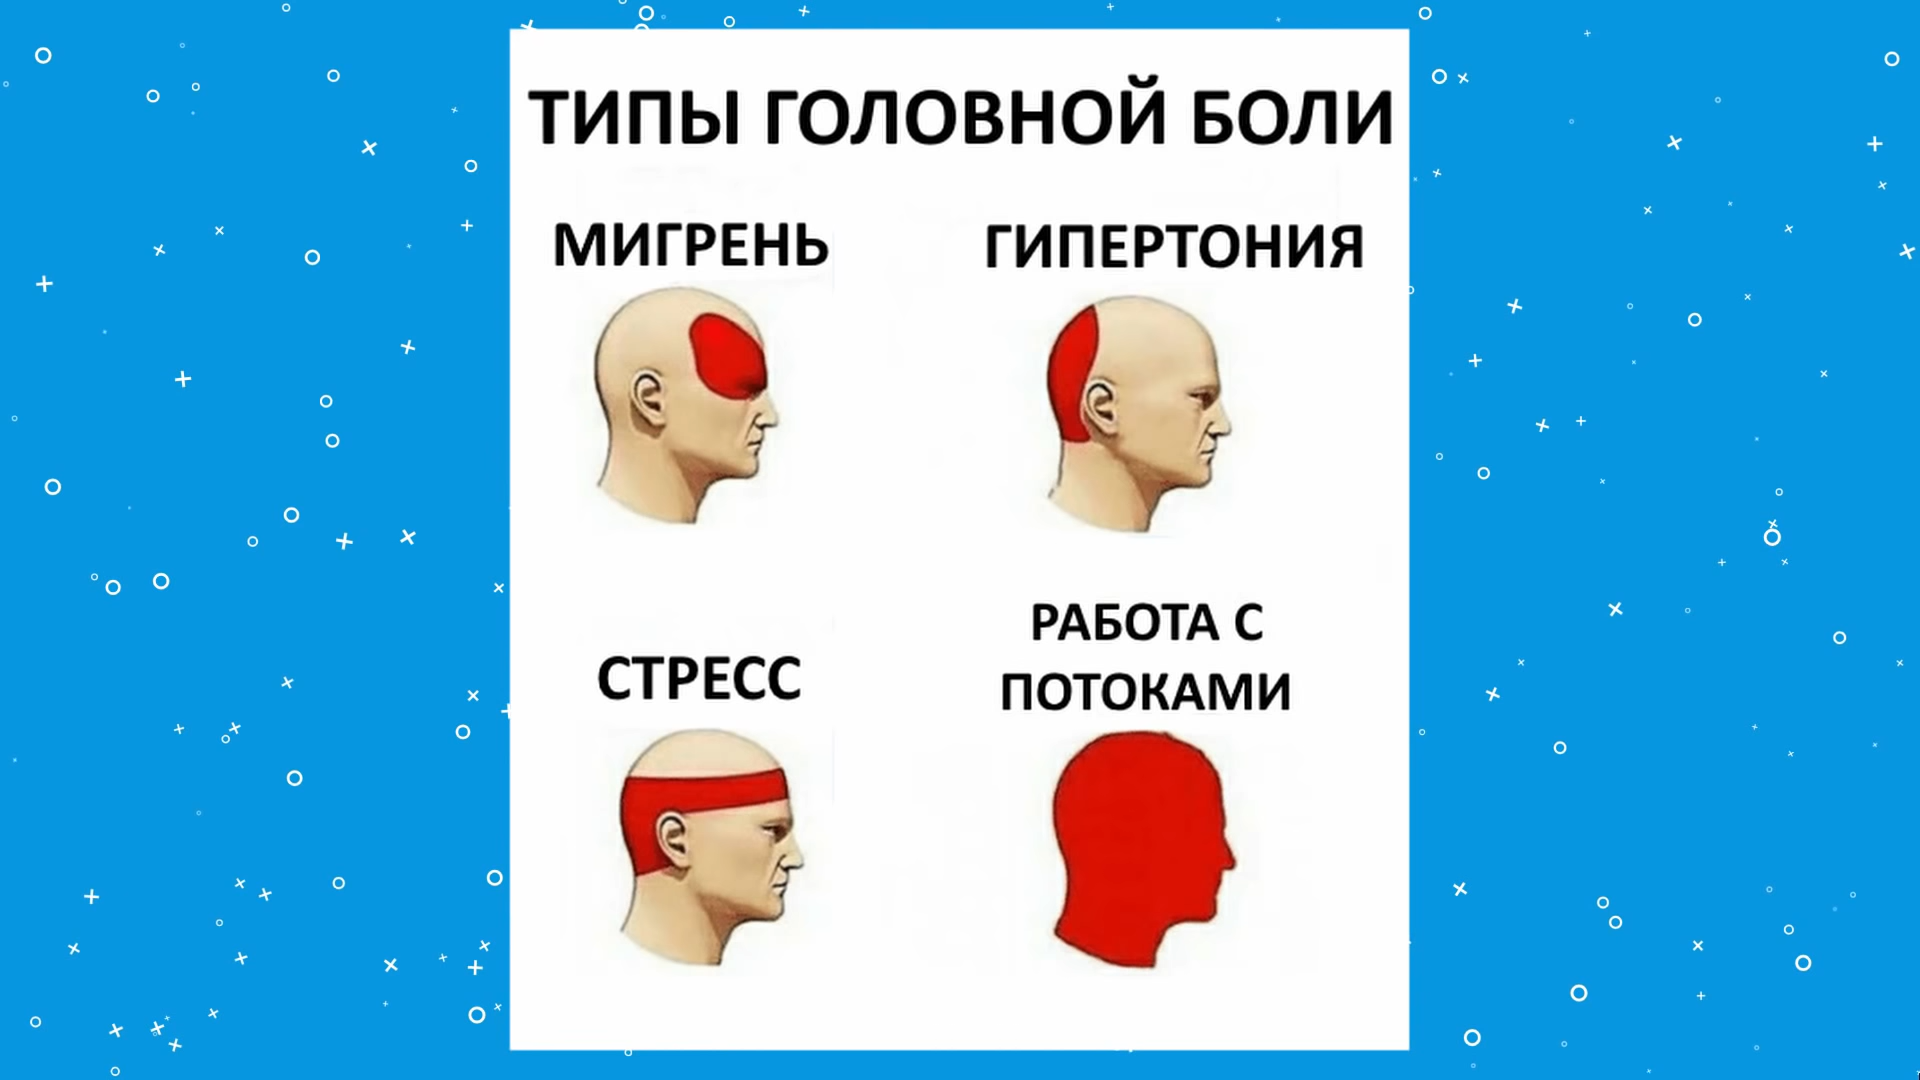 ТИПЫ ГОЛОВНОЙ БОЛИ
МИГРЕНЬ
ГИПЕРТОНИЯ
СТРЕСС
РАБОТА С
ПОТОКАМИ